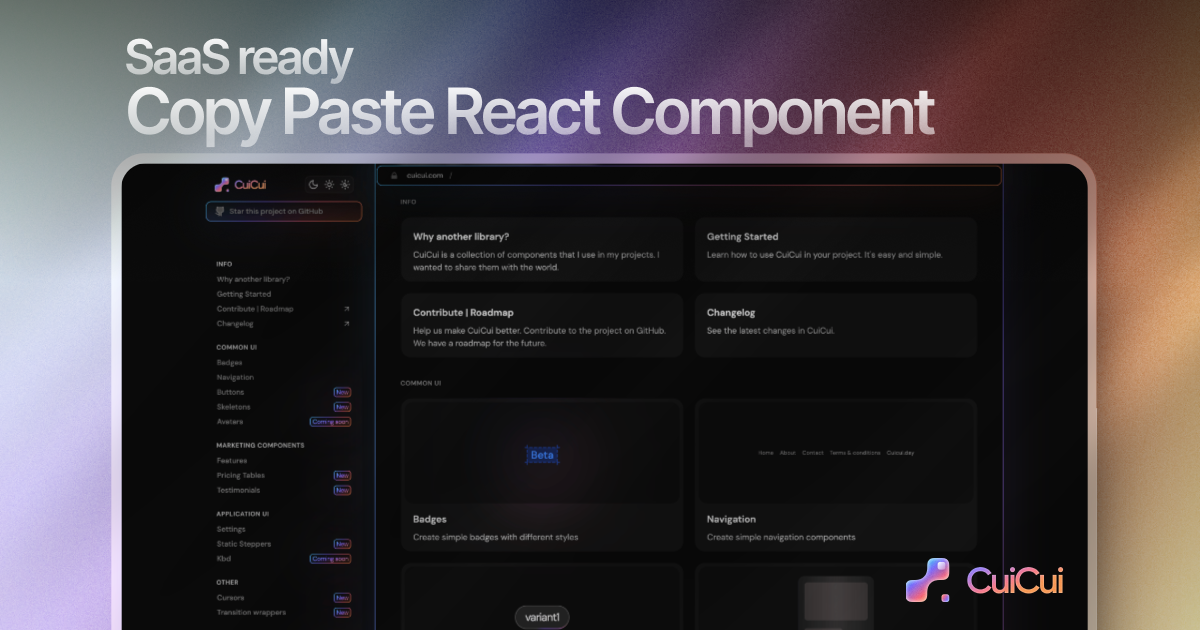 SaaS ready
Copy Paste React Component
CuiCui
Star this project on GitHub
INFO
Why another library?
Getting Started
Contribute | Roadmap
Changelog
COMMON UI
Badges
Navigation
Buttons New
Skeletons New
Avatars Coming soon
MARKETING COMPONENTS
Features
Pricing Tables New
Testimonials New
APPLICATION UI
Settings
Static Steppers New
Kbd Coming soon
OTHER
Cursors New
Transition wrappers New
cuicui.com /
INFO
Why another library?
CuiCui is a collection of components that I use in my projects. I
wanted to share them with the world.
Getting Started
Learn how to use CuiCui in your project. It's easy and simple.
Contribute | Roadmap
Help us make CuiCui better. Contribute to the project on GitHub.
We have a roadmap for the future.
Changelog
See the latest changes in CuiCui.
COMMON UI
Beta
Badges
Create simple badges with different styles
Home About Contact Terms & conditions Cuicui.day
Navigation
Create simple navigation components
variant1
CuiCui